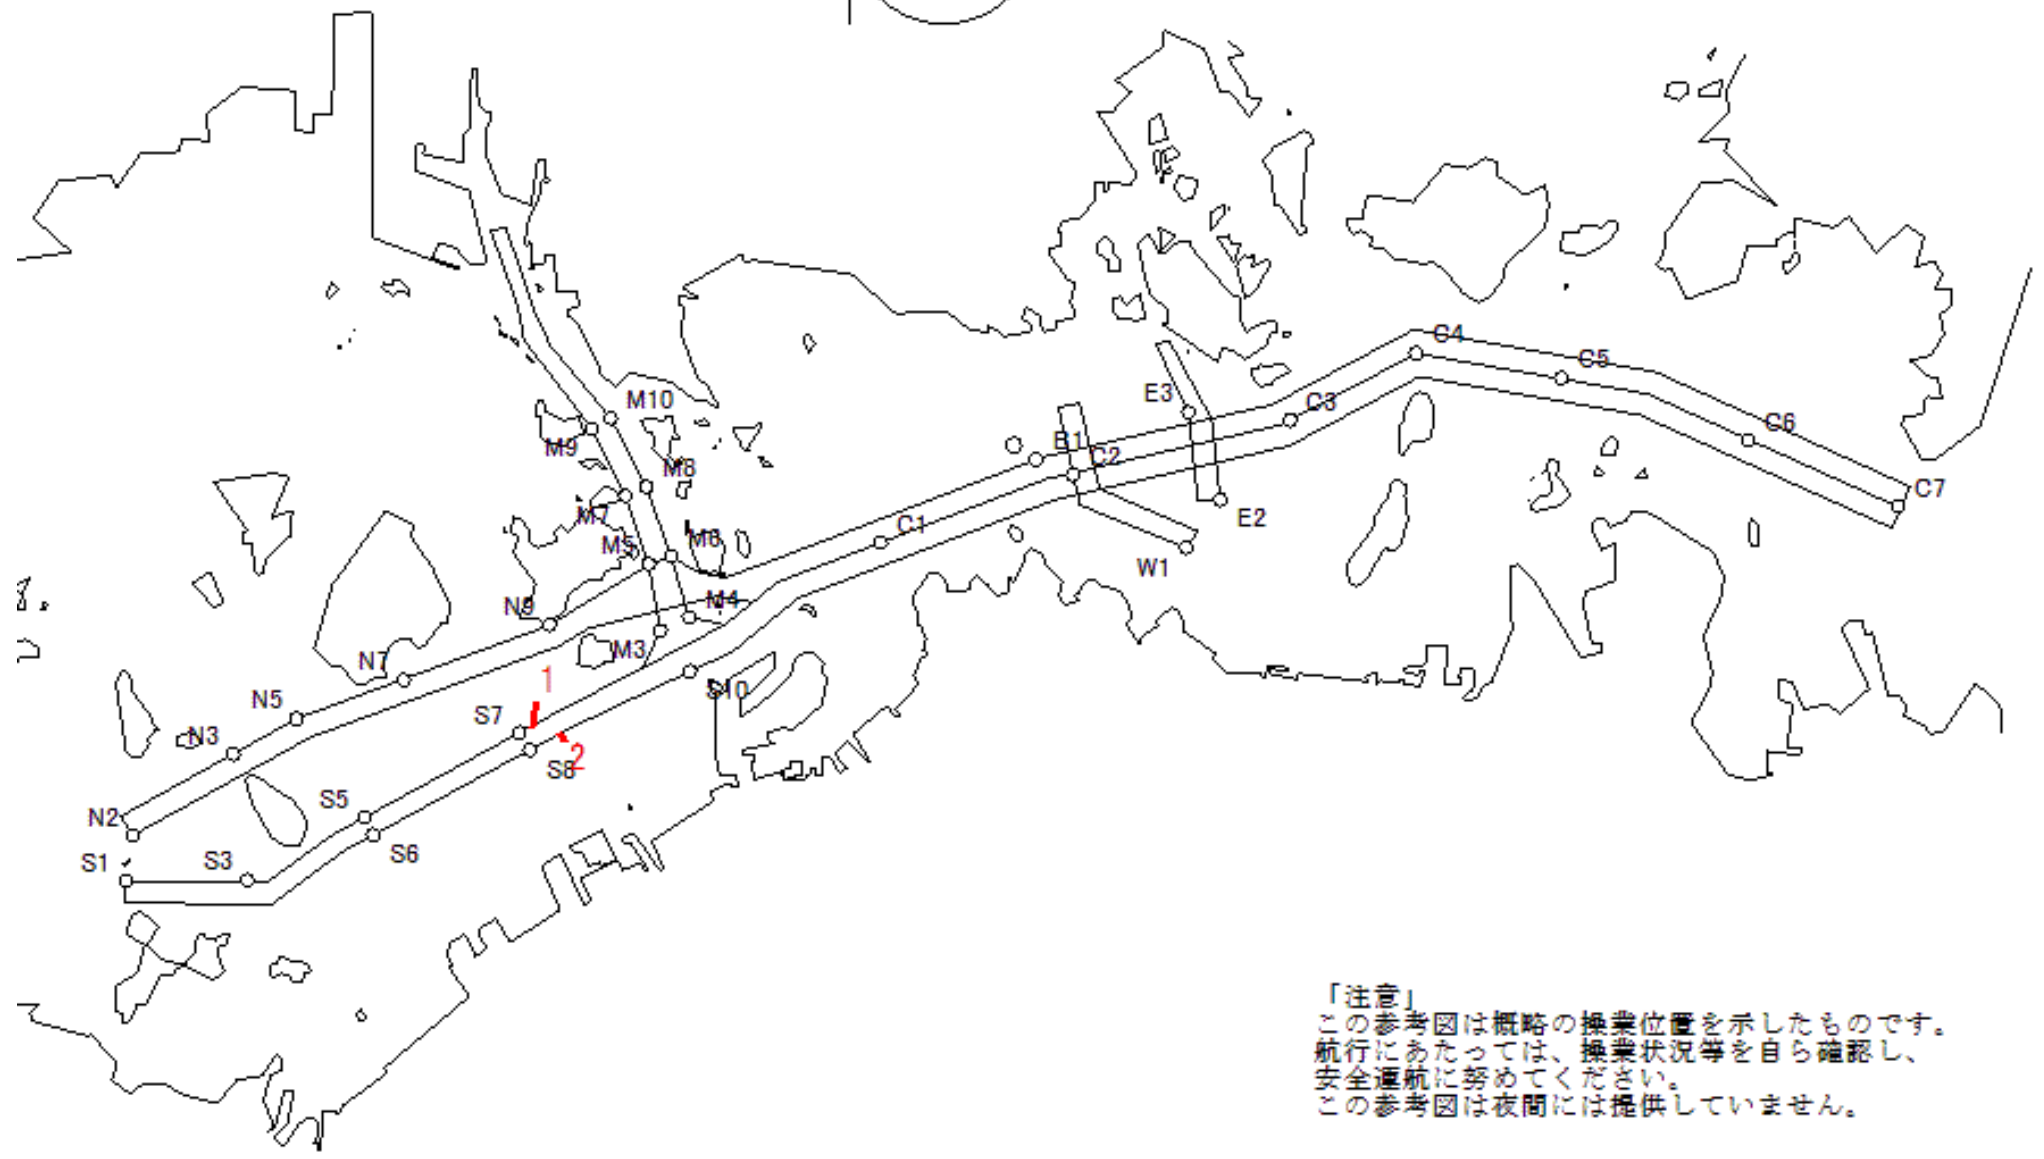 C4
C5
M10
E3
C3
C6
M9
B1
C2
M8
C7
M7
E2
C1
M5
M6
W1
N9
M4
M3
N7
1
S10
N5
S7
N3
2
S8
S5
N2
S6
S1
S3
「注意」
この参考図は概略の操業位置を示したものです。
航行にあたっては、操業状況等を自ら確認し、
安全運航に努めてください。
この参考図は夜間には提供していません。